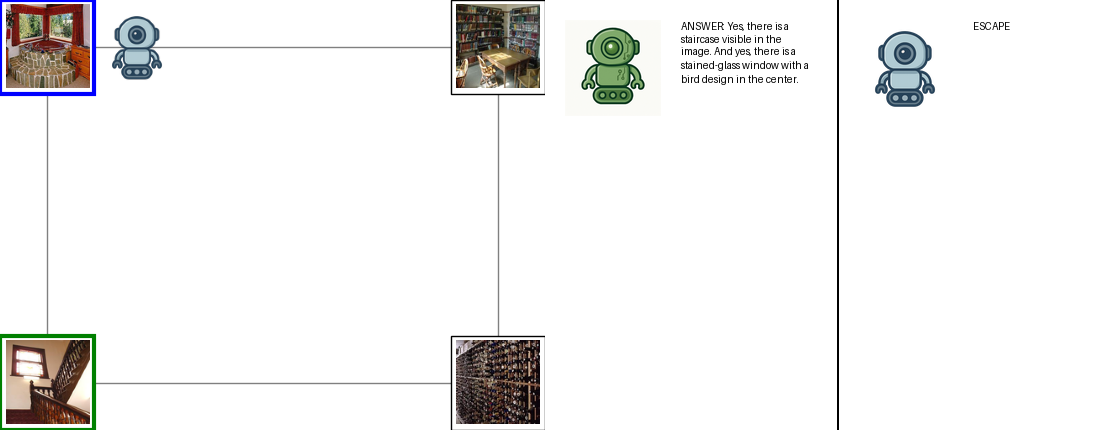 ANSWER: Yes, there is a
staircase visible in the
image. And yes, there is a
stained-glass window with a
bird design in the center.
ESCAPE